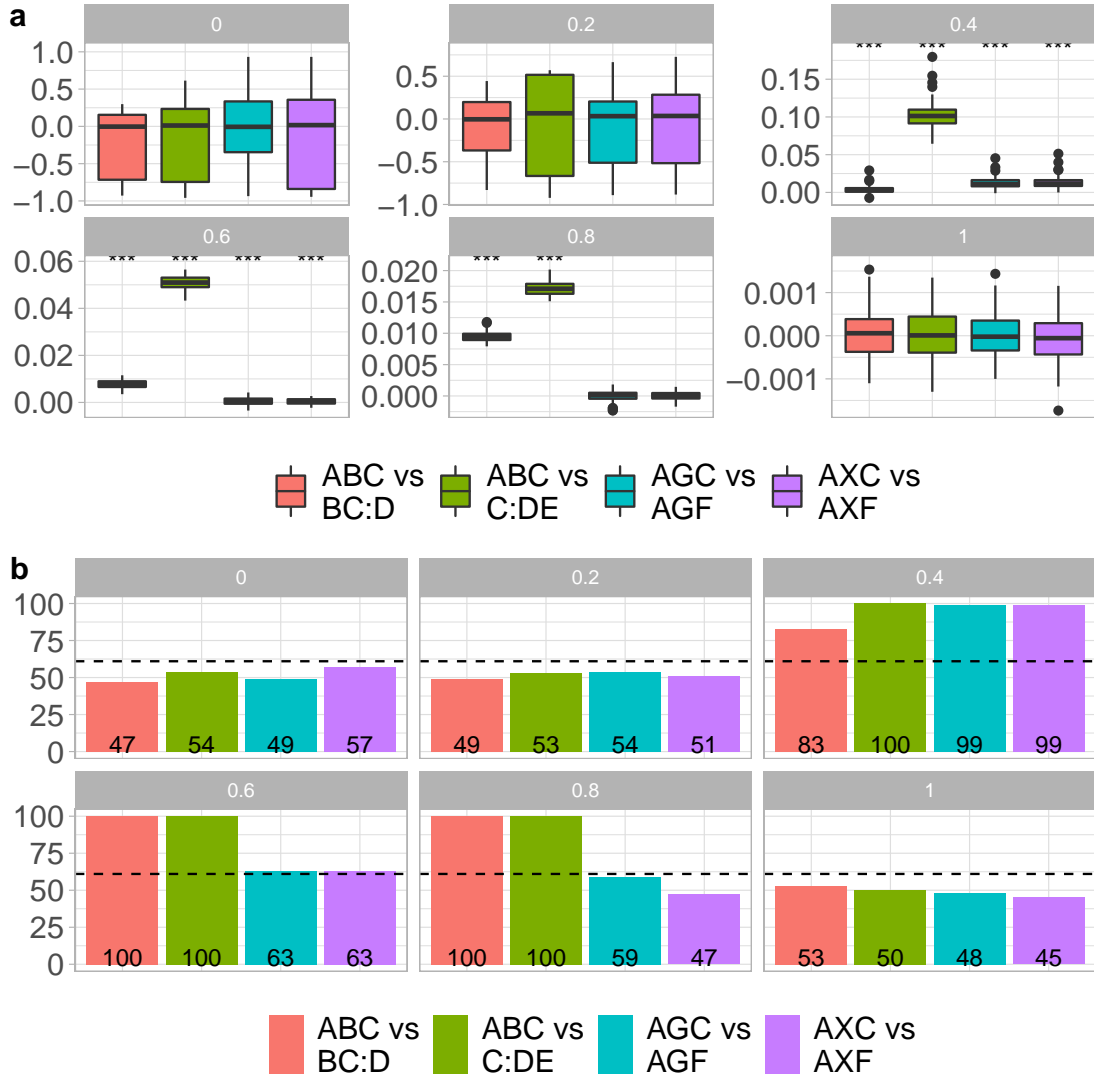 a
0 0.2 0.4
1.0
0.5
0.0
−0.5
−1.0
0.5
0.0
−0.5
−1.0
*** *** *** ***
0.15
0.10
0.05
0.00
0.6 0.8 1
*** *** *** ***
0.06
0.04
0.02
0.00
*** ***
0.020
0.015
0.010
0.005
0.000
0.001
0.000
−0.001
ABC vs BC:D
ABC vs C:DE
AGC vs AGF
AXC vs AXF
b
0 0.2 0.4
100
75
50
25
0
47 54 49 57
49 53 54 51
83 100 99 99
0.6 0.8 1
100
75
50
25
0
100 100 63 63
100 100 59 47
53 50 48 45
ABC vs BC:D
ABC vs C:DE
AGC vs AGF
AXC vs AXF